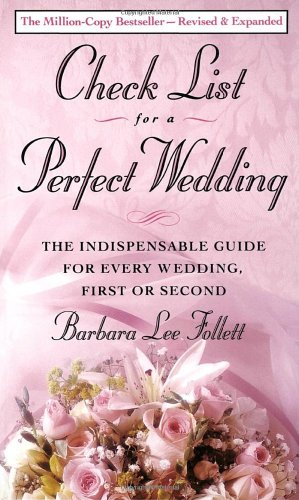 The Million-Copy Bestseller—Revised & Expanded
Check List
for a
Perfect Wedding
THE INDISPENSABLE GUIDE
FOR EVERY WEDDING,
FIRST OR SECOND
Barbara Lee Follett